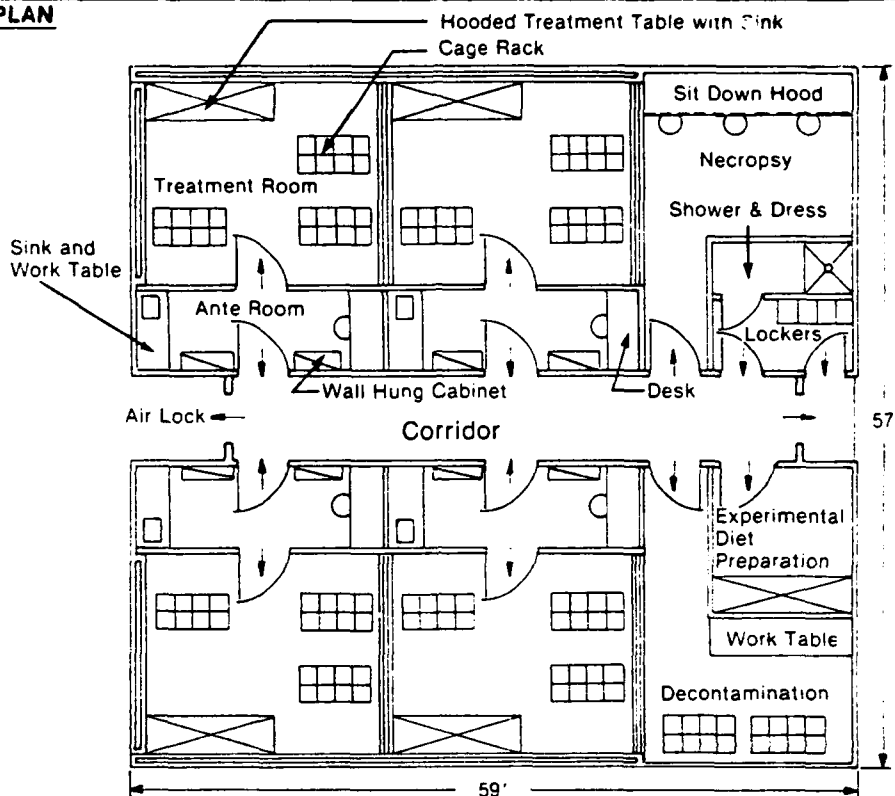 PLAN
Hooded Treatment Table with Sink
Cage Rack
Sit Down Hood
Necropsy
Treatment Room
Shower & Dress
Sink and
Work Table
Ante Room
Lockers
Wall Hung Cabinet
Desk
Air Lock
Corridor
57
Experimental
Diet
Preparation
Work Table
Decontamination
59'